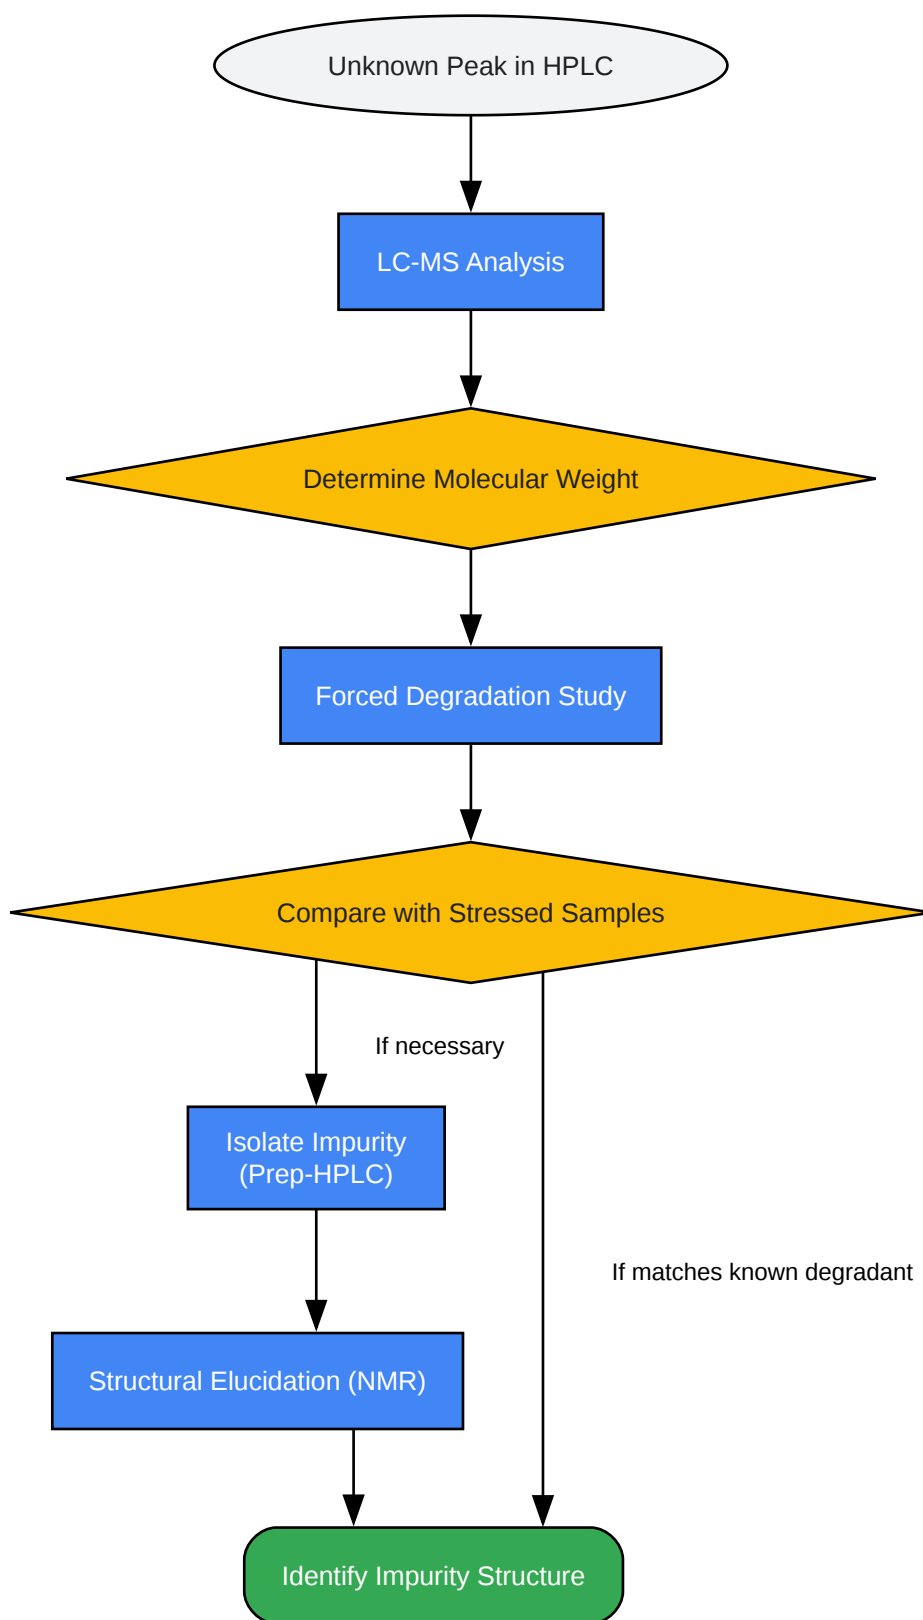 Unknown Peak in HPLC
LC-MS Analysis
Determine Molecular Weight
Forced Degradation Study
Compare with Stressed Samples
If necessary
Isolate Impurity
(Prep-HPLC)
If matches known degradant
Structural Elucidation (NMR)
Identify Impurity Structure